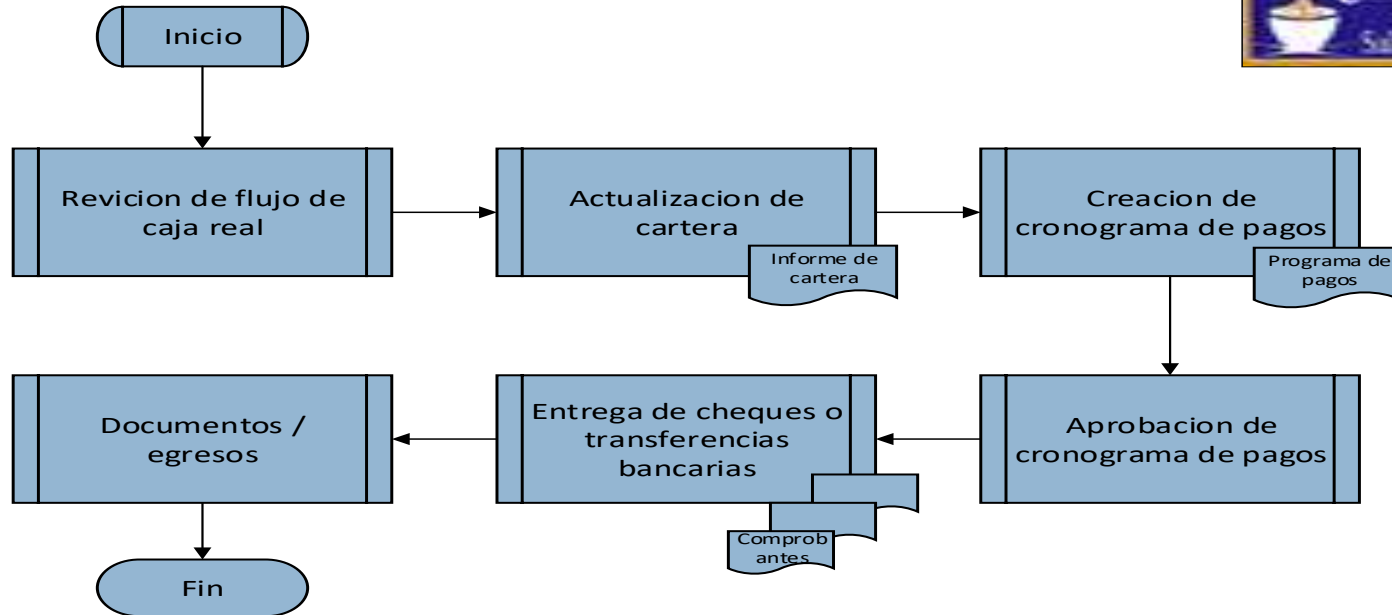 Inicio
Revicion de flujo de
caja real
Actualizacion de
cartera
Informe de
cartera
Creacion de
cronograma de pagos
Programa de
pagos
Aprobacion de
cronograma de pagos
Entrega de cheques o
transferencias
bancarias
Comprob
antes
Documentos /
egresos
Fin